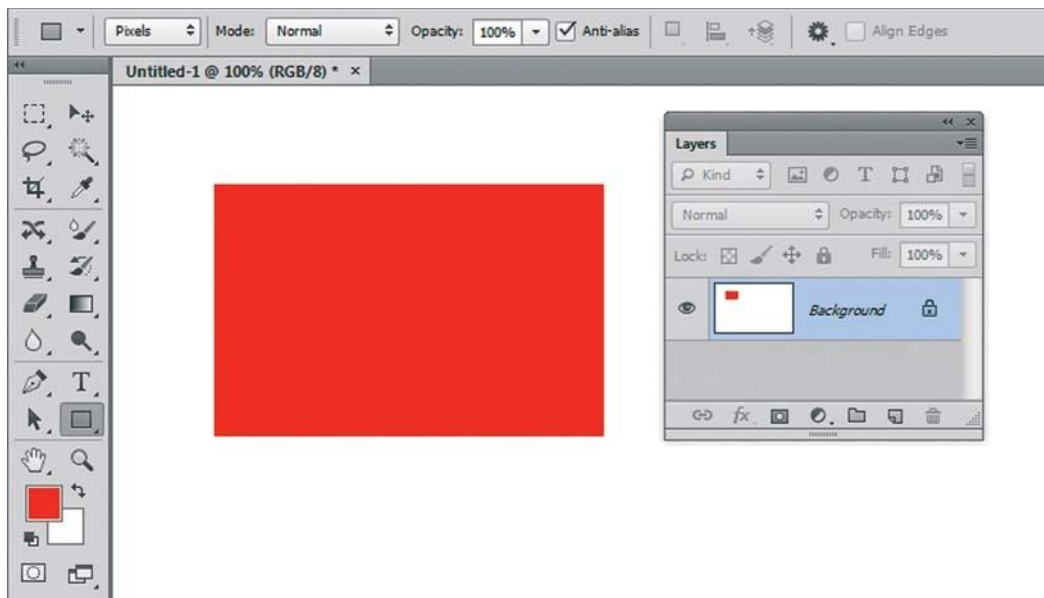 Pixels Mode: Normal Opacity: 100% Anti-alias Align Edges
Untitled-1 @ 100% (RGB/8) * ×
Layers
Kind T
Normal Opacity: 100%
Lock: Fill: 100%
Background
fx
T